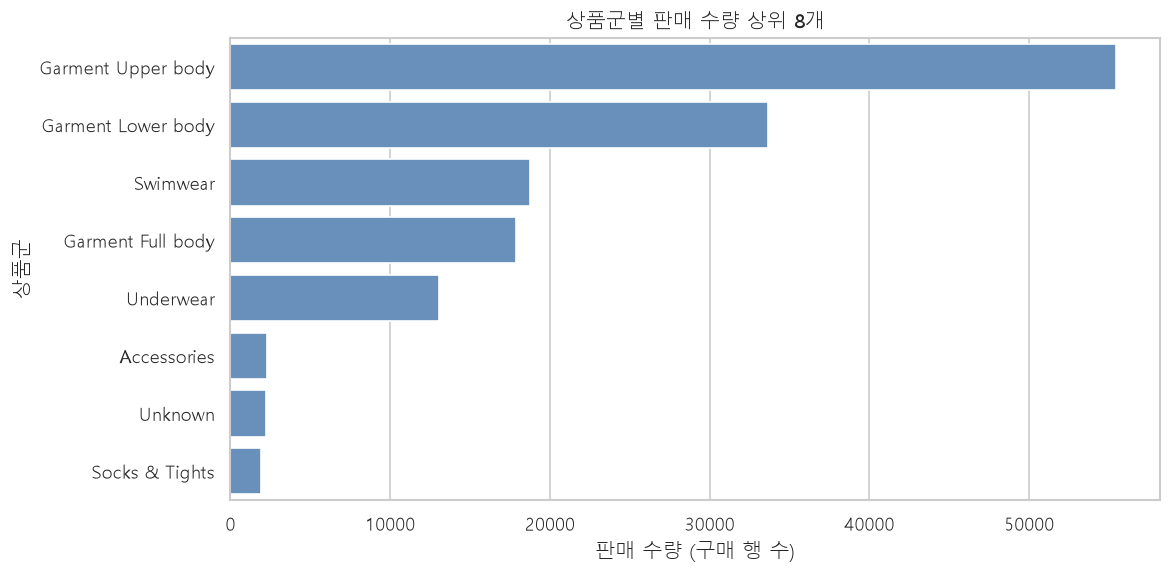 상품군별 판매 수량 상위 8개
상품군
Garment Upper body
Garment Lower body
Swimwear
Garment Full body
Underwear
Accessories
Unknown
Socks & Tights
0 10000 20000 30000 40000 50000
판매 수량 (구매 행 수)